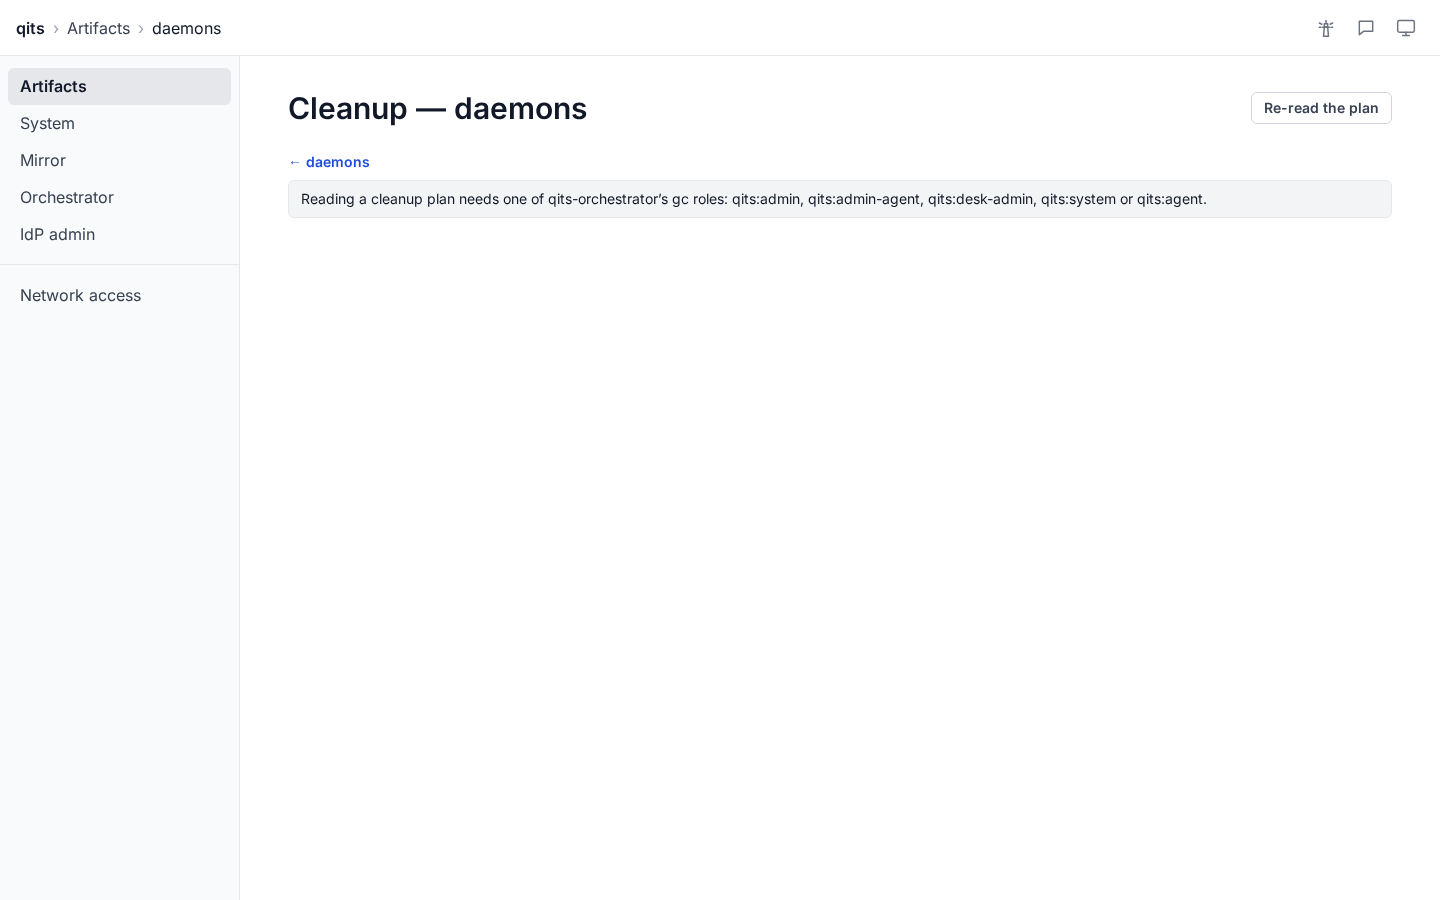 qits › Artifacts › daemons
Artifacts
System
Mirror
Orchestrator
IdP admin
Network access
Cleanup — daemons
Re-read the plan
← daemons
Reading a cleanup plan needs one of qits-orchestrator’s gc roles: qits:admin, qits:admin-agent, qits:desk-admin, qits:system or qits:agent.